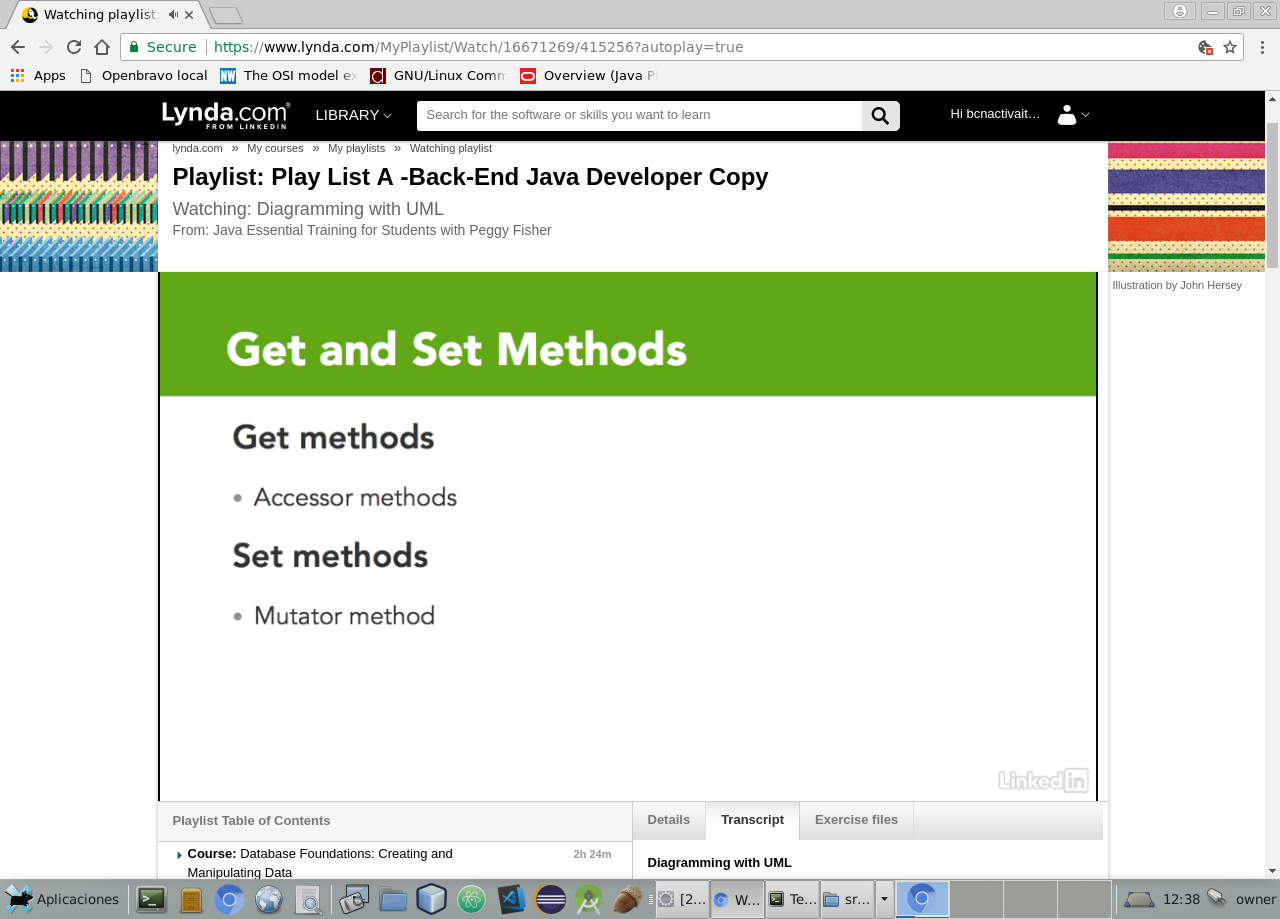 Watching playlist:
Secure https://www.lynda.com/MyPlaylist/Watch/16671269/415256?autoplay=true
Apps Openbravo local The OSI model ex GNU/Linux Comm Overview (Java Pl
Lynda.com® LIBRARY Search for the software or skills you want to learn Hi bcnactivait...
FROM LINKEDIN
lynda.com » My courses » My playlists » Watching playlist
Playlist: Play List A -Back-End Java Developer Copy
Watching: Diagramming with UML
From: Java Essential Training for Students with Peggy Fisher
Illustration by John Hersey
Get and Set Methods
Get methods
• Accessor methods
Set methods
• Mutator method
Linked in
Playlist Table of Contents
Details Transcript Exercise files
Course: Database Foundations: Creating and 2h 24m
Manipulating Data
Diagramming with UML
Aplicaciones [2... W... Te... sr... 12:38 owner